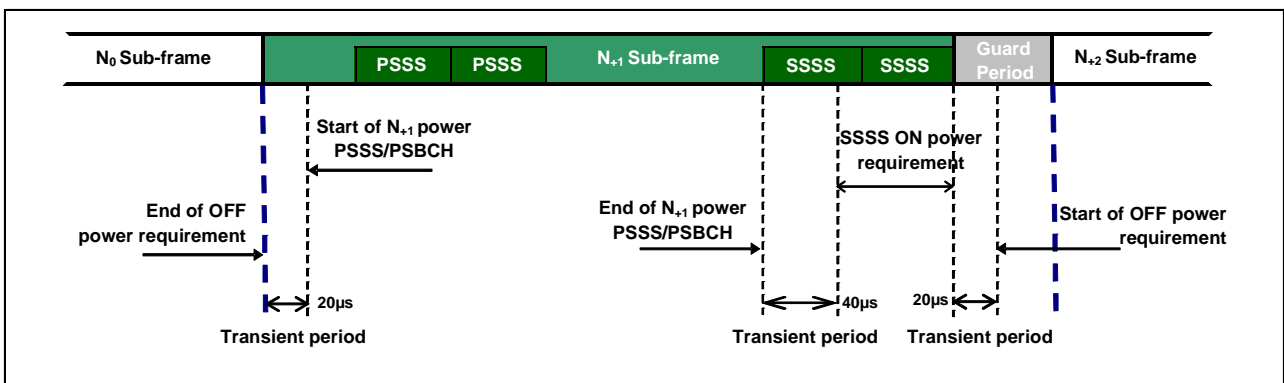 N₀ Sub-frame
PSSS
PSSS
N₊₁ Sub-frame
SSSS
SSSS
Guard
Period
N₊₂ Sub-frame
Start of N₊₁ power
PSSS/PSBCH
SSSS ON power
requirement
End of OFF
power requirement
End of N₊₁ power
PSSS/PSBCH
Start of OFF power
requirement
20µs
40µs
20µs
Transient period
Transient period
Transient period